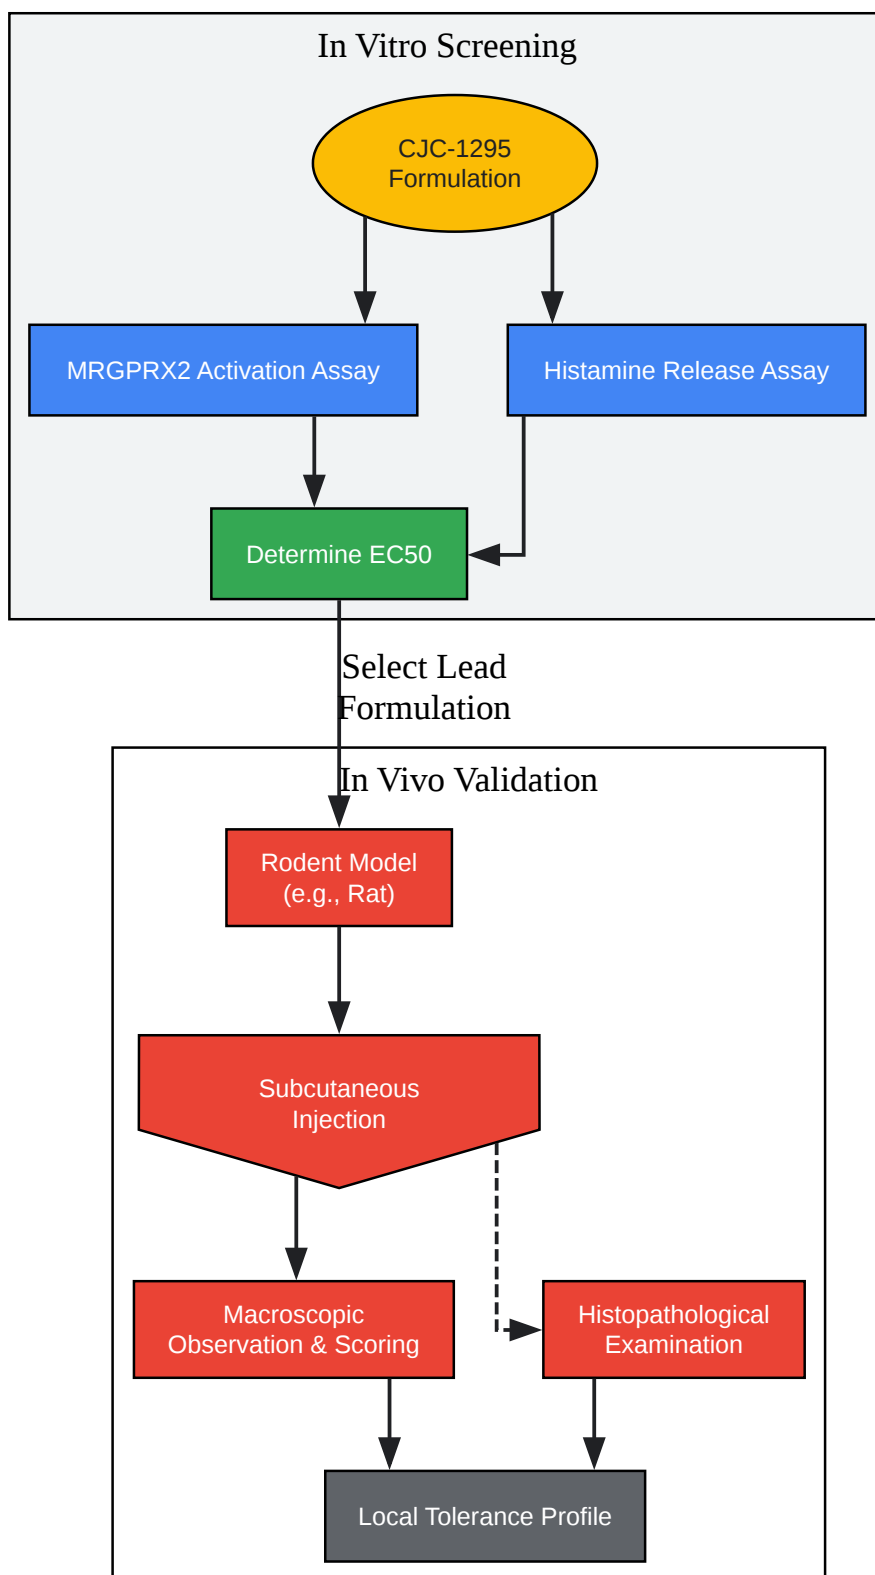 In Vitro Screening
CJC-1295
Formulation
MRGPRX2 Activation Assay
Histamine Release Assay
Determine EC50
Select Lead
Formulation
In Vivo Validation
Rodent Model
(e.g., Rat)
Subcutaneous
Injection
Macroscopic
Observation & Scoring
Histopathological
Examination
Local Tolerance Profile